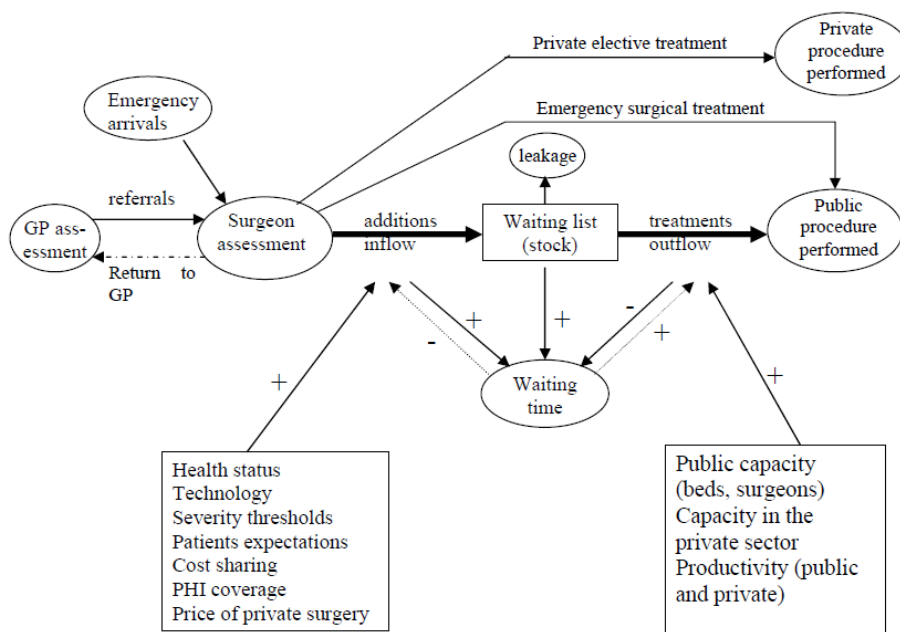 Private elective treatment
Private
procedure
performed
Emergency
arrivals
Emergency surgical treatment
leakage
referrals
GP ass-
essment
Surgeon
assessment
additions
inflow
Waiting list
(stock)
treatments
outflow
Public
procedure
performed
Return to
GP
+
-
+
-
+
+
+
+
Waiting
time
Health status
Technology
Severity thresholds
Patients expectations
Cost sharing
PHI coverage
Price of private surgery
Public capacity
(beds, surgeons)
Capacity in the
private sector
Productivity (public
and private)